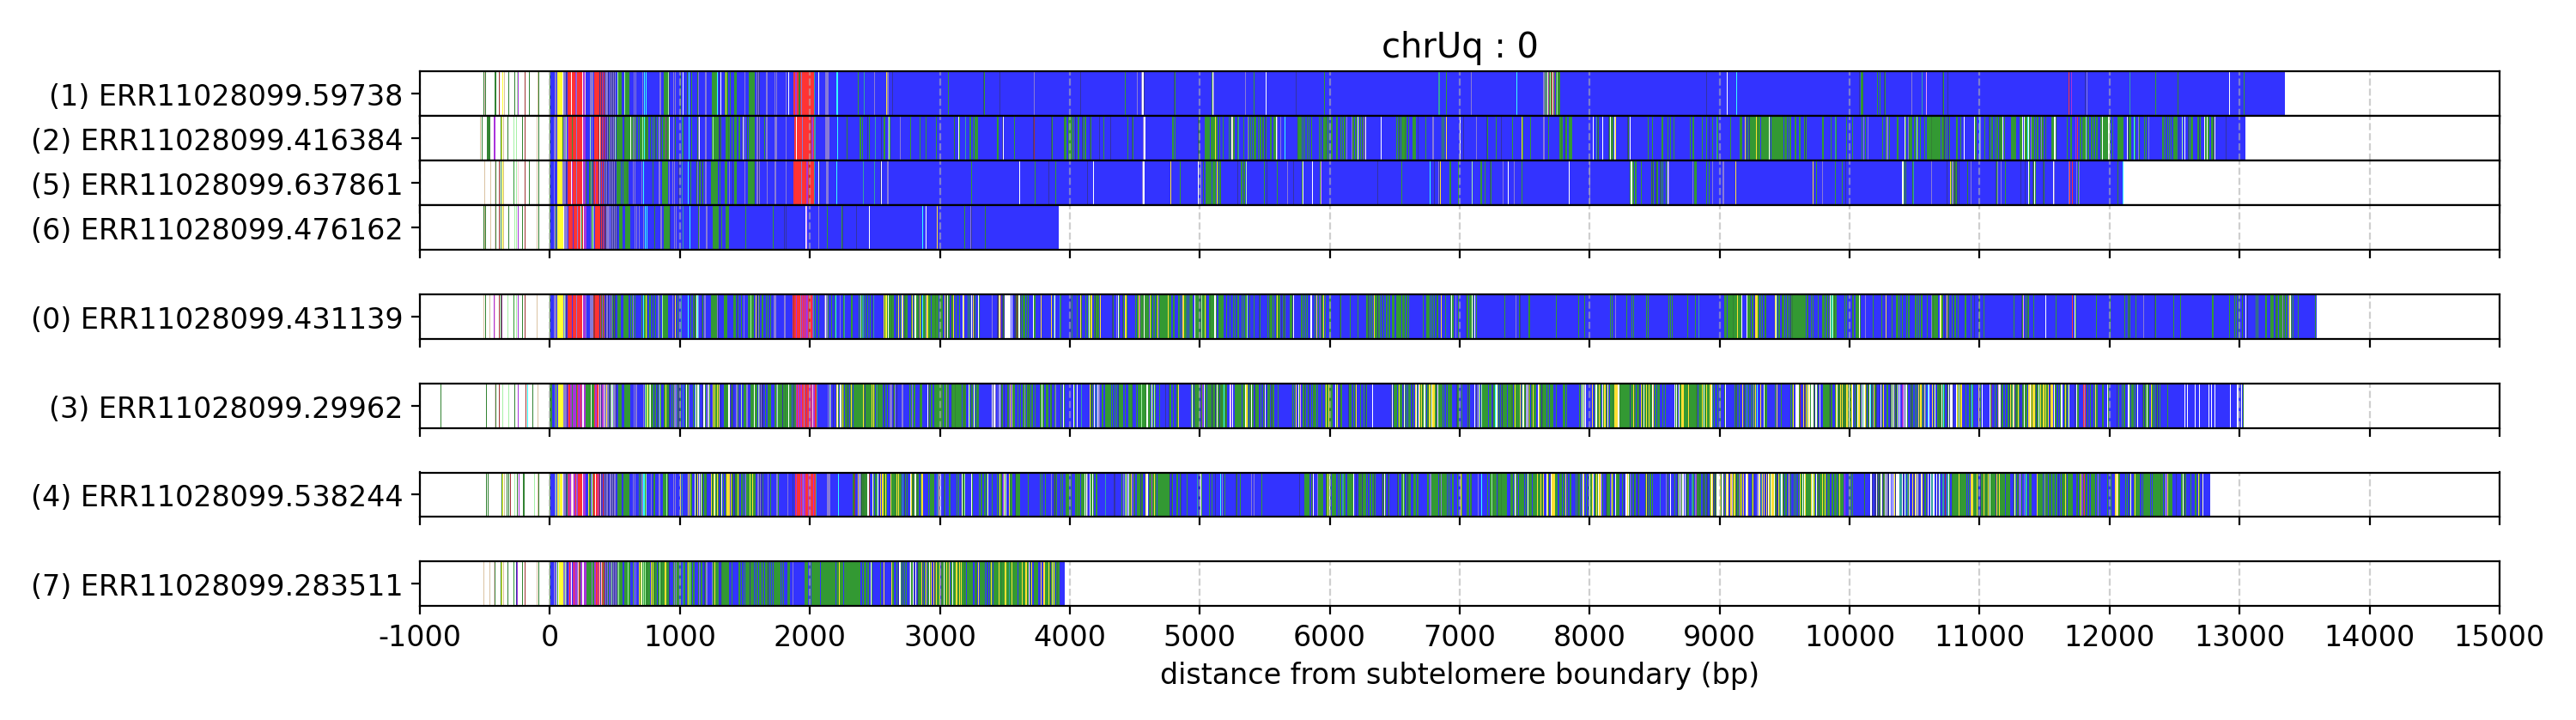 chrUq : 0
(1) ERR11028099.59738
(2) ERR11028099.416384
(5) ERR11028099.637861
(6) ERR11028099.476162
(0) ERR11028099.431139
(3) ERR11028099.29962
(4) ERR11028099.538244
(7) ERR11028099.283511
-1000 0 1000 2000 3000 4000 5000 6000 7000 8000 9000 10000 11000 12000 13000 14000 15000
distance from subtelomere boundary (bp)